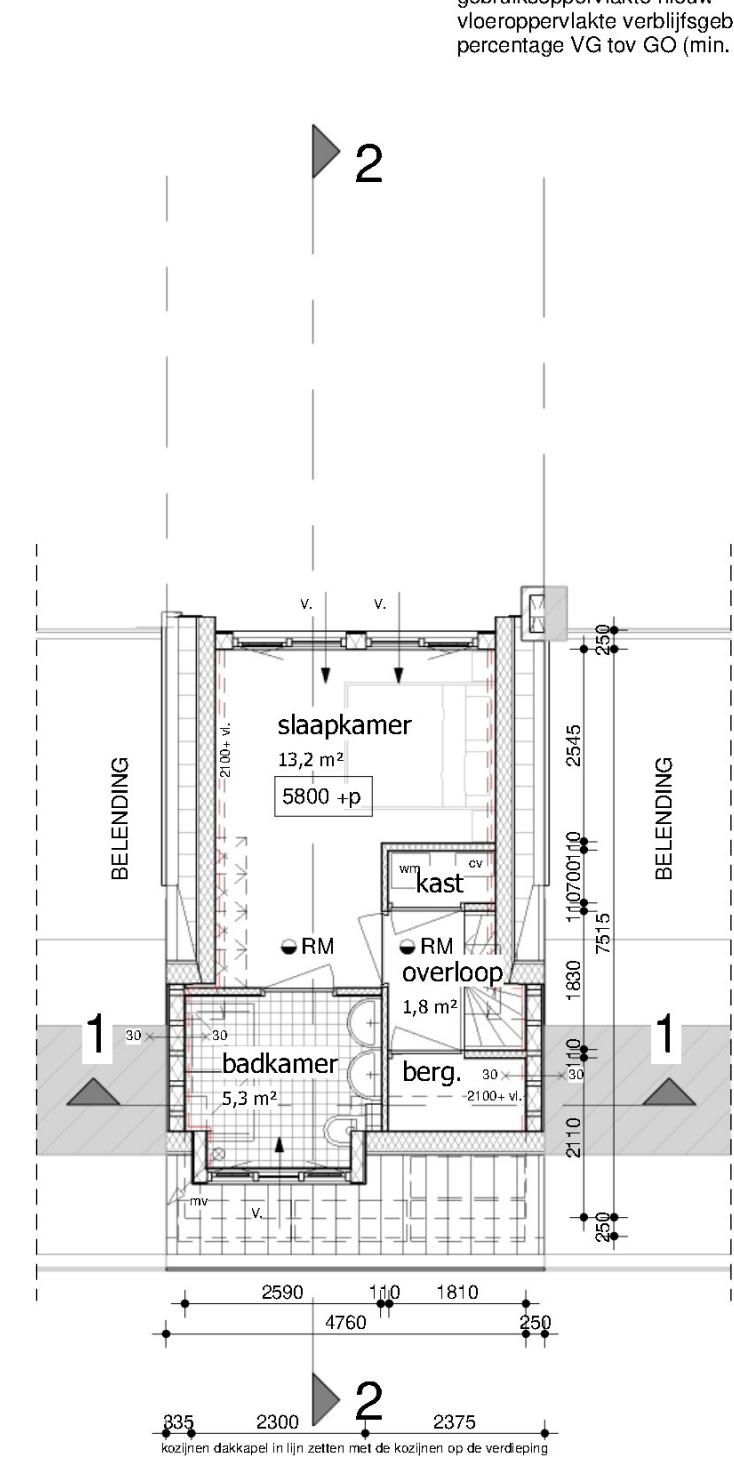 vloeroppervlakte verblijfsgeb
percentage VG tov GO (min.
2
v.
v.
250
slaapkamer
13,2 m²
5800 +p
2100+ vl.
2545
BELENDING
BELENDING
110
wm
cv
kast
700
110
7515
RM
RM
overloop
1,8 m²
1830
1
30
30
1
badkamer
5,3 m²
berg.
30
30
110
2100+ vl.
2110
mv
v.
250
2590
110
1810
4760
250
2
335
2300
2375
kozijnen dakkapel in lijn zetten met de kozijnen op de verdieping